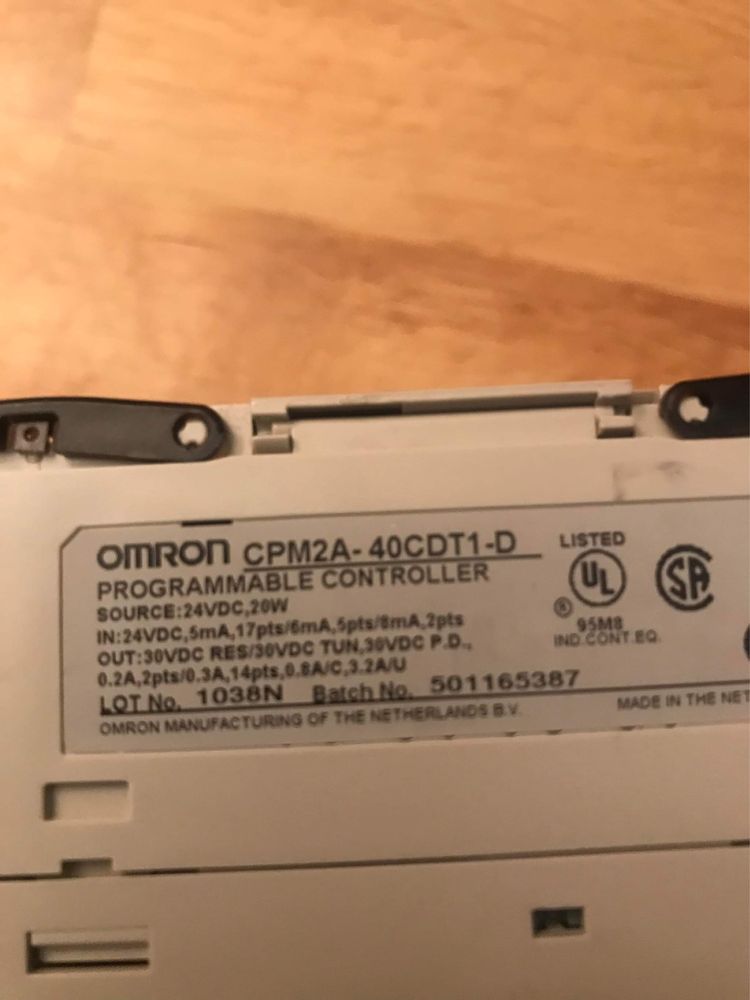 OMRON CPM2A-40CDT1-D
PROGRAMMABLE CONTROLLER
SOURCE:24VDC,20W
IN:24VDC,5mA,17pts/6mA,5pts/8mA,2pts
OUT:30VDC RES/30VDC TUN,30VDC P.D.,
0.2A,2pts/0.3A,14pts,0.8A/C,3.2A/U
LOT No. 1038N Batch No. 501165387
OMRON MANUFACTURING OF THE NETHERLANDS B.V.
MADE IN THE NET
LISTED
UL
®
95M8
IND.CONT.EQ.
SA